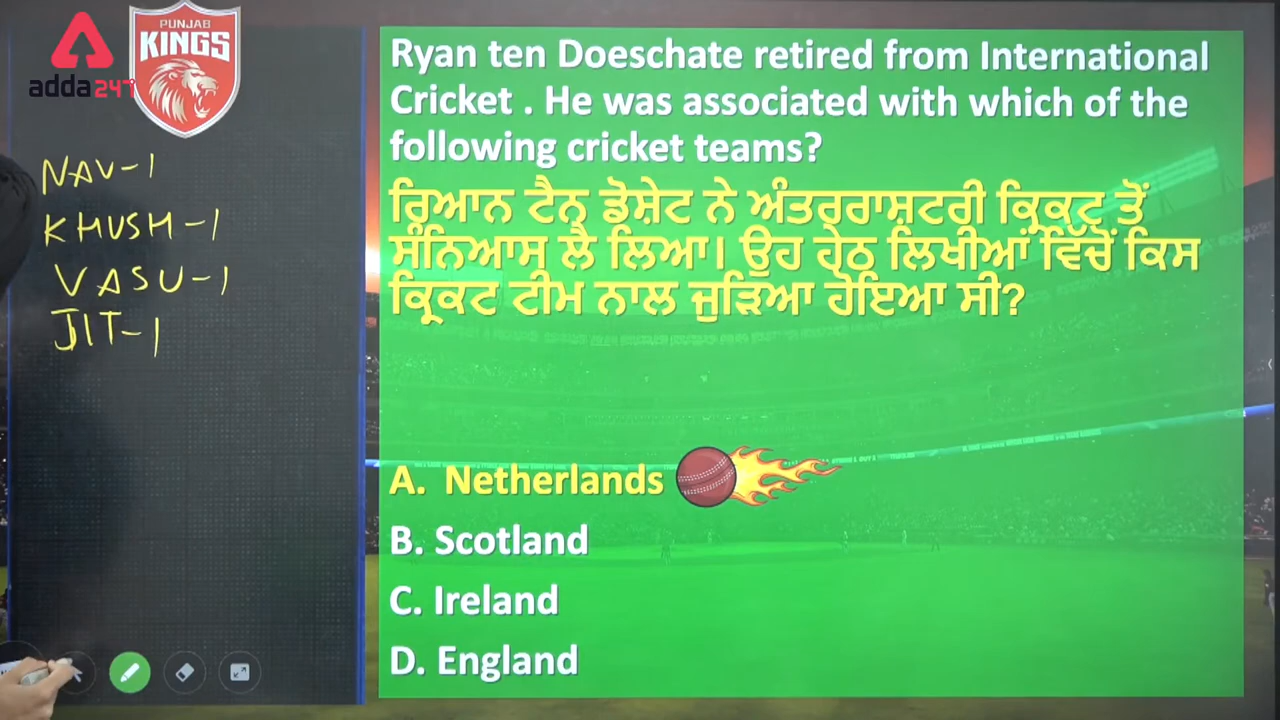 adda247
PUNJAB
KINGS
NAV-1
KHUSH-1
VASU-1
JIT-1
Ryan ten Doeschate retired from International
Cricket . He was associated with which of the
following cricket teams?
ਰਿਆਨ ਟੈਨ ਡੋਸ਼ੇਟ ਨੇ ਅੰਤਰਰਾਸ਼ਟਰੀ ਕ੍ਰਿਕਟ ਤੋਂ
ਸੰਨਿਆਸ ਲੈ ਲਿਆ। ਉਹ ਹੇਠ ਲਿਖੀਆਂ ਵਿੱਚੋਂ ਕਿਸ
ਕ੍ਰਿਕਟ ਟੀਮ ਨਾਲ ਜੁੜਿਆ ਹੋਇਆ ਸੀ?
A. Netherlands
B. Scotland
C. Ireland
D. England